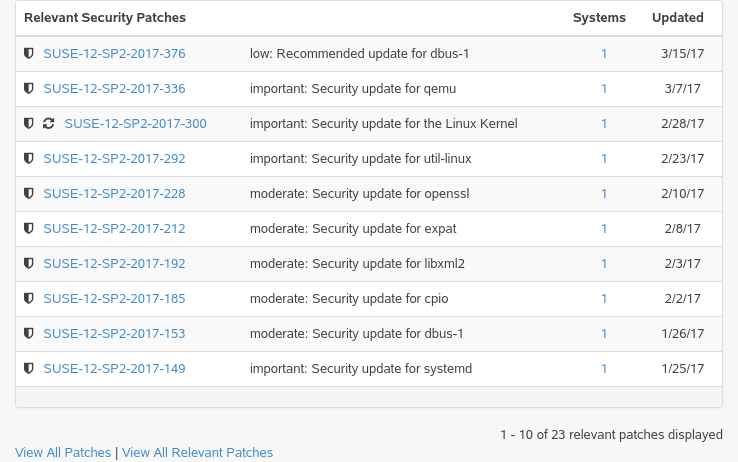 Relevant Security Patches Systems Updated
SUSE-12-SP2-2017-376 low: Recommended update for dbus-1 1 3/15/17
SUSE-12-SP2-2017-336 important: Security update for qemu 1 3/7/17
SUSE-12-SP2-2017-300 important: Security update for the Linux Kernel 1 2/28/17
SUSE-12-SP2-2017-292 important: Security update for util-linux 1 2/23/17
SUSE-12-SP2-2017-228 moderate: Security update for openssl 1 2/10/17
SUSE-12-SP2-2017-212 moderate: Security update for expat 1 2/8/17
SUSE-12-SP2-2017-192 moderate: Security update for libxml2 1 2/3/17
SUSE-12-SP2-2017-185 moderate: Security update for cpio 1 2/2/17
SUSE-12-SP2-2017-153 moderate: Security update for dbus-1 1 1/26/17
SUSE-12-SP2-2017-149 important: Security update for systemd 1 1/25/17
1 - 10 of 23 relevant patches displayed
View All Patches | View All Relevant Patches